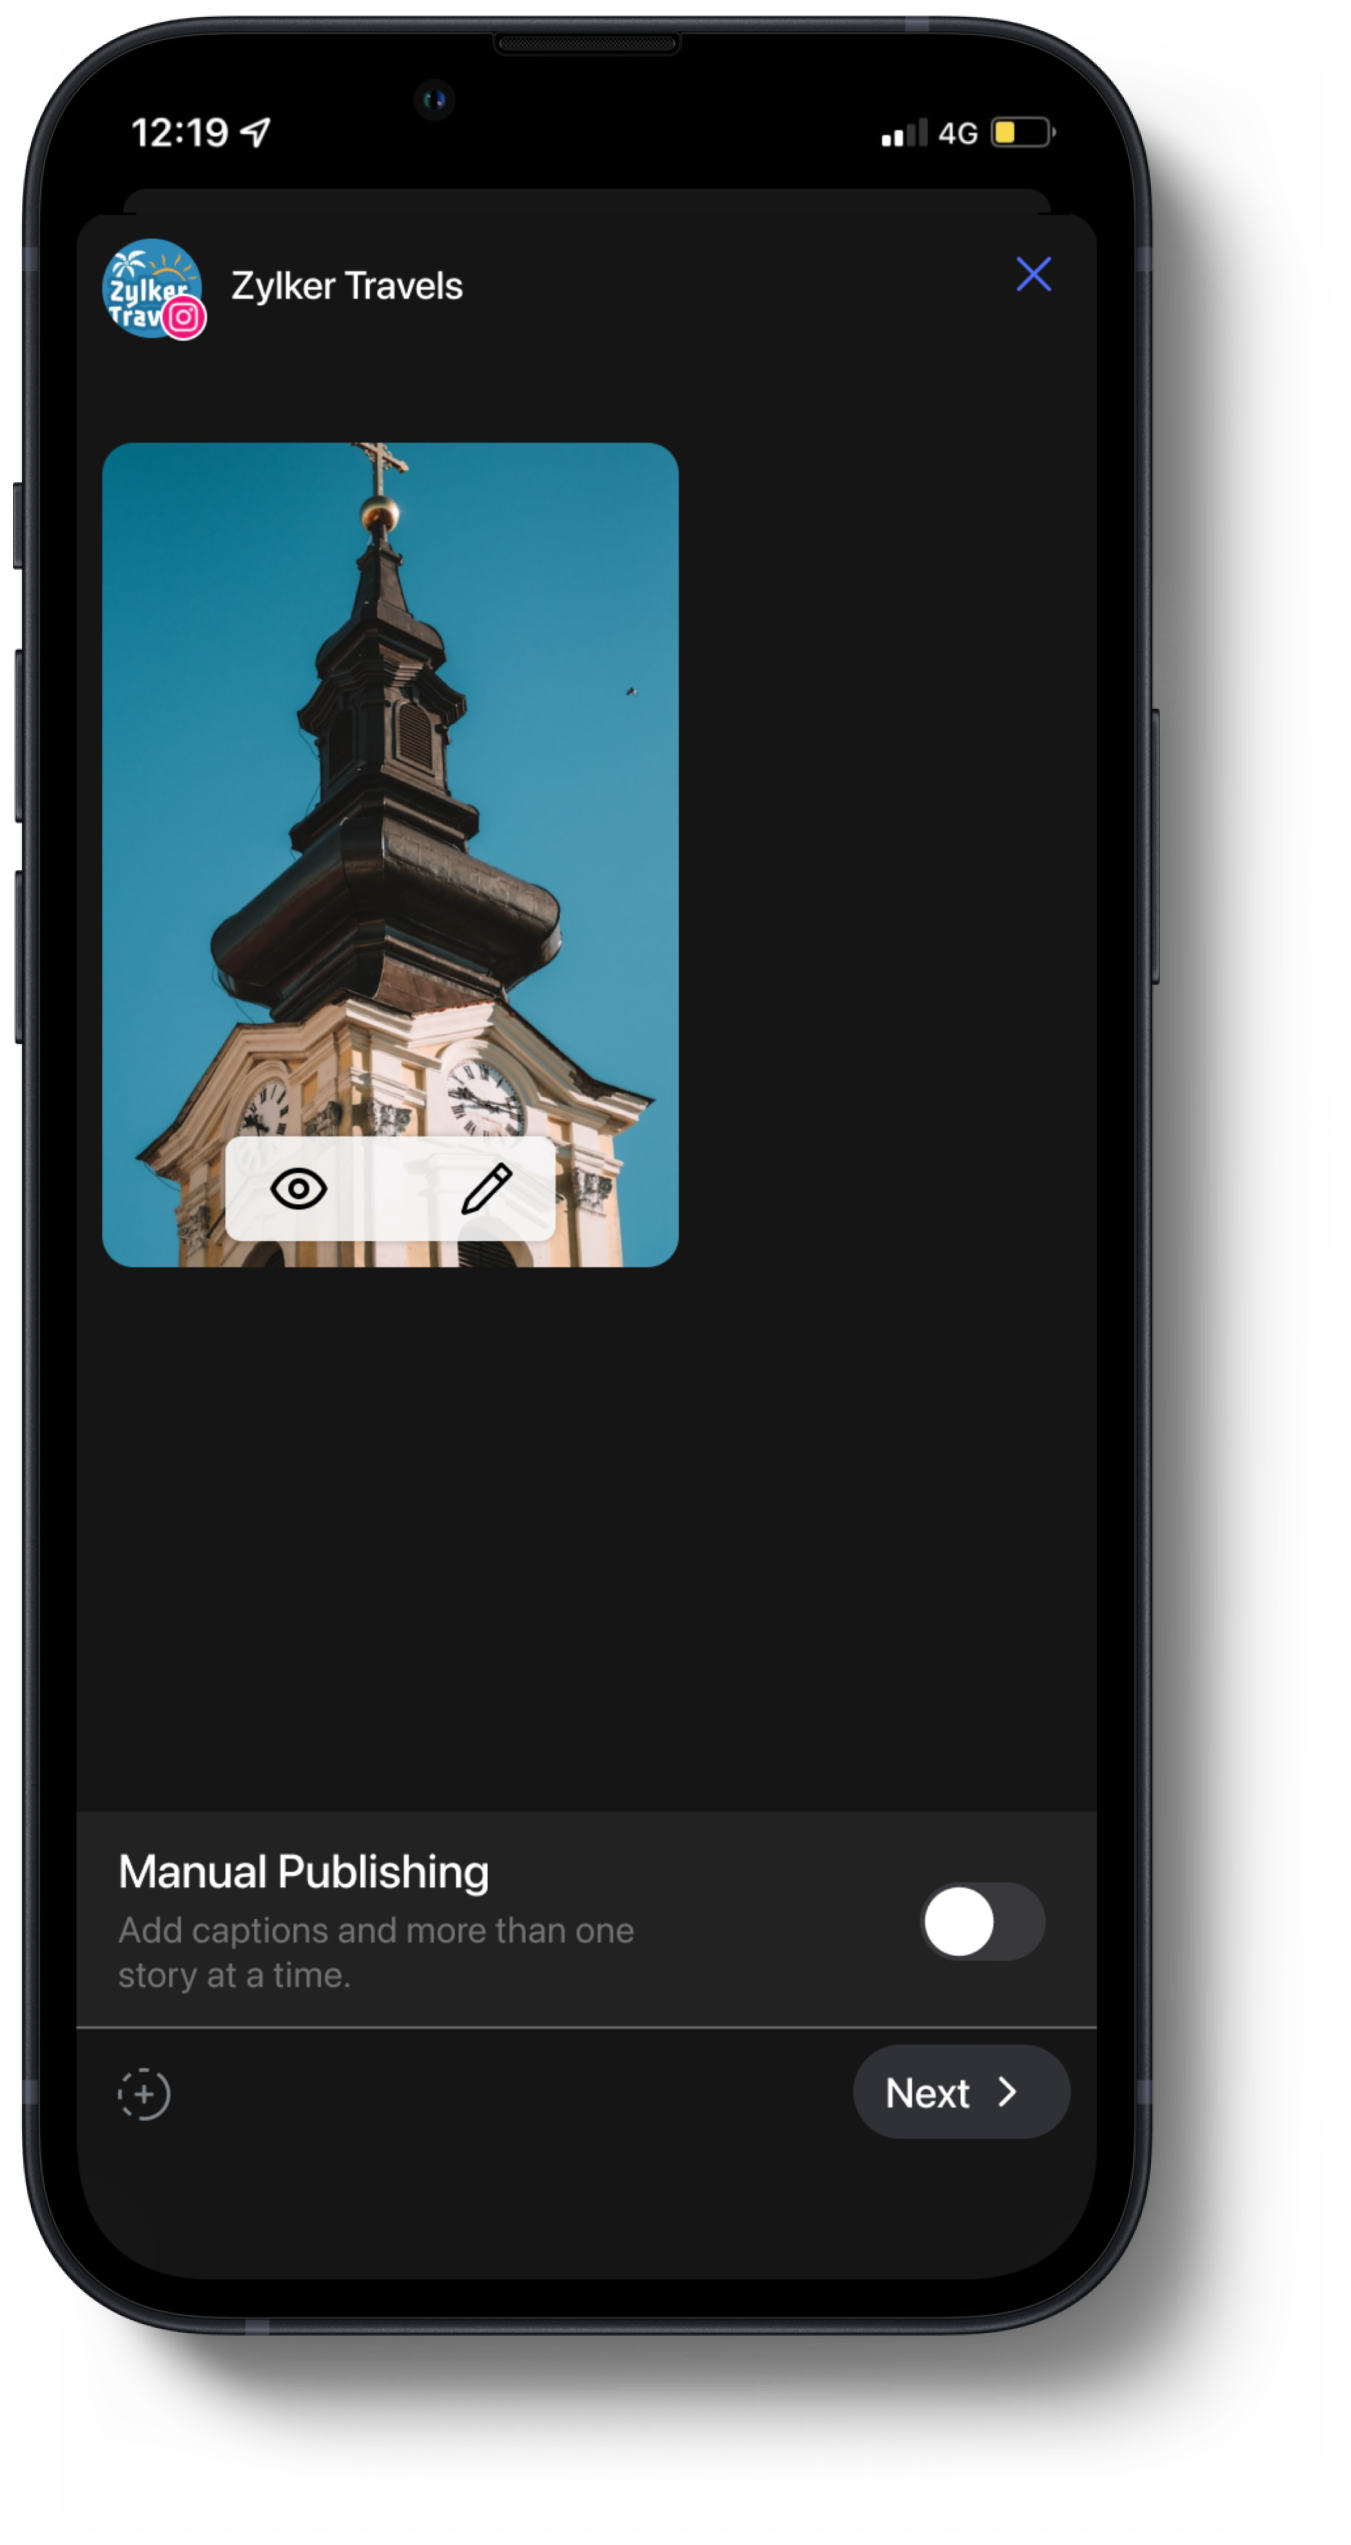 12:19
4G
Zylker
Trav
Zylker Travels
Manual Publishing
Add captions and more than one
story at a time.
Next